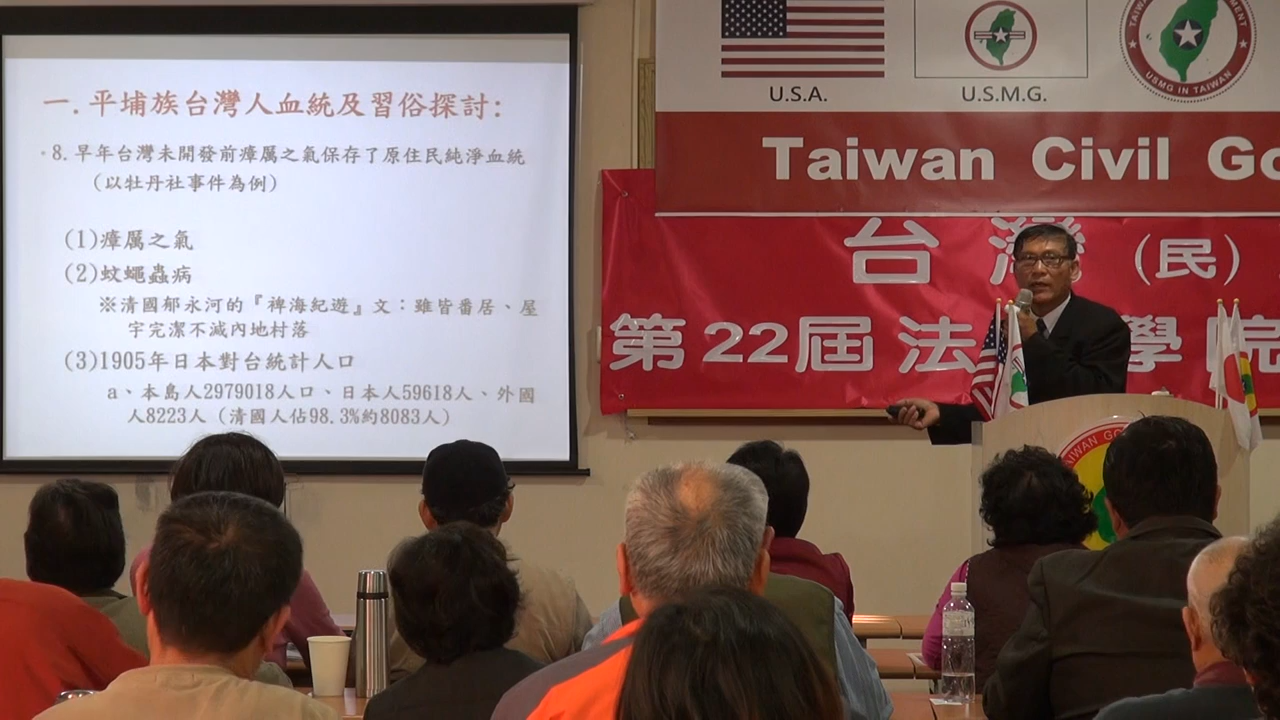 一.平埔族台灣人血統及習俗探討:
8.早年台灣未開發前瘴厲之氣保存了原住民純淨血統
(以牡丹社事件為例)
(1)瘴厲之氣
(2)蚊蠅蟲病
※清國郁永河的『裨海紀遊』文:雖皆番居、屋
宇完潔不減內地村落
(3)1905年日本對台統計人口
a、本島人2979018人口、日本人59618人、外國
人8223人(清國人佔98.3%約8083人)
U.S.A.
U.S.M.G.
USMG IN TAIWAN
Taiwan Civil Go
台灣(民)
第22屆法學院
TAIWAN GO